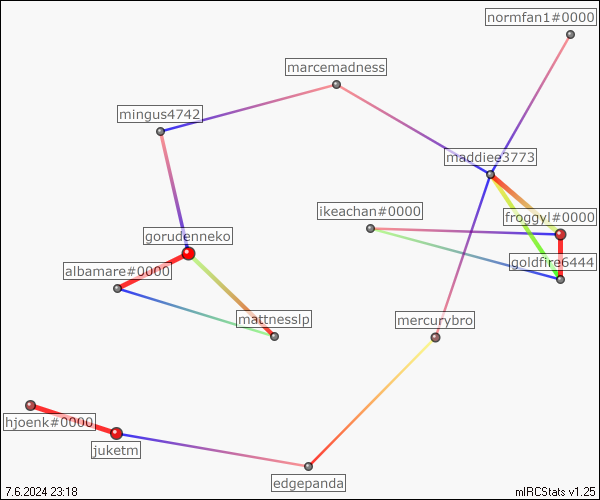 normfan1#0000
marcemadness
mingus4742
maddiee3773
ikeachan#0000
froggyl#0000
gorudenneko
goldfire6444
albamare#0000
mattnesslp
mercurybro
hjoenk#0000
juketm
edgepanda
7.6.2024 23:18
mIRCStats v1.25